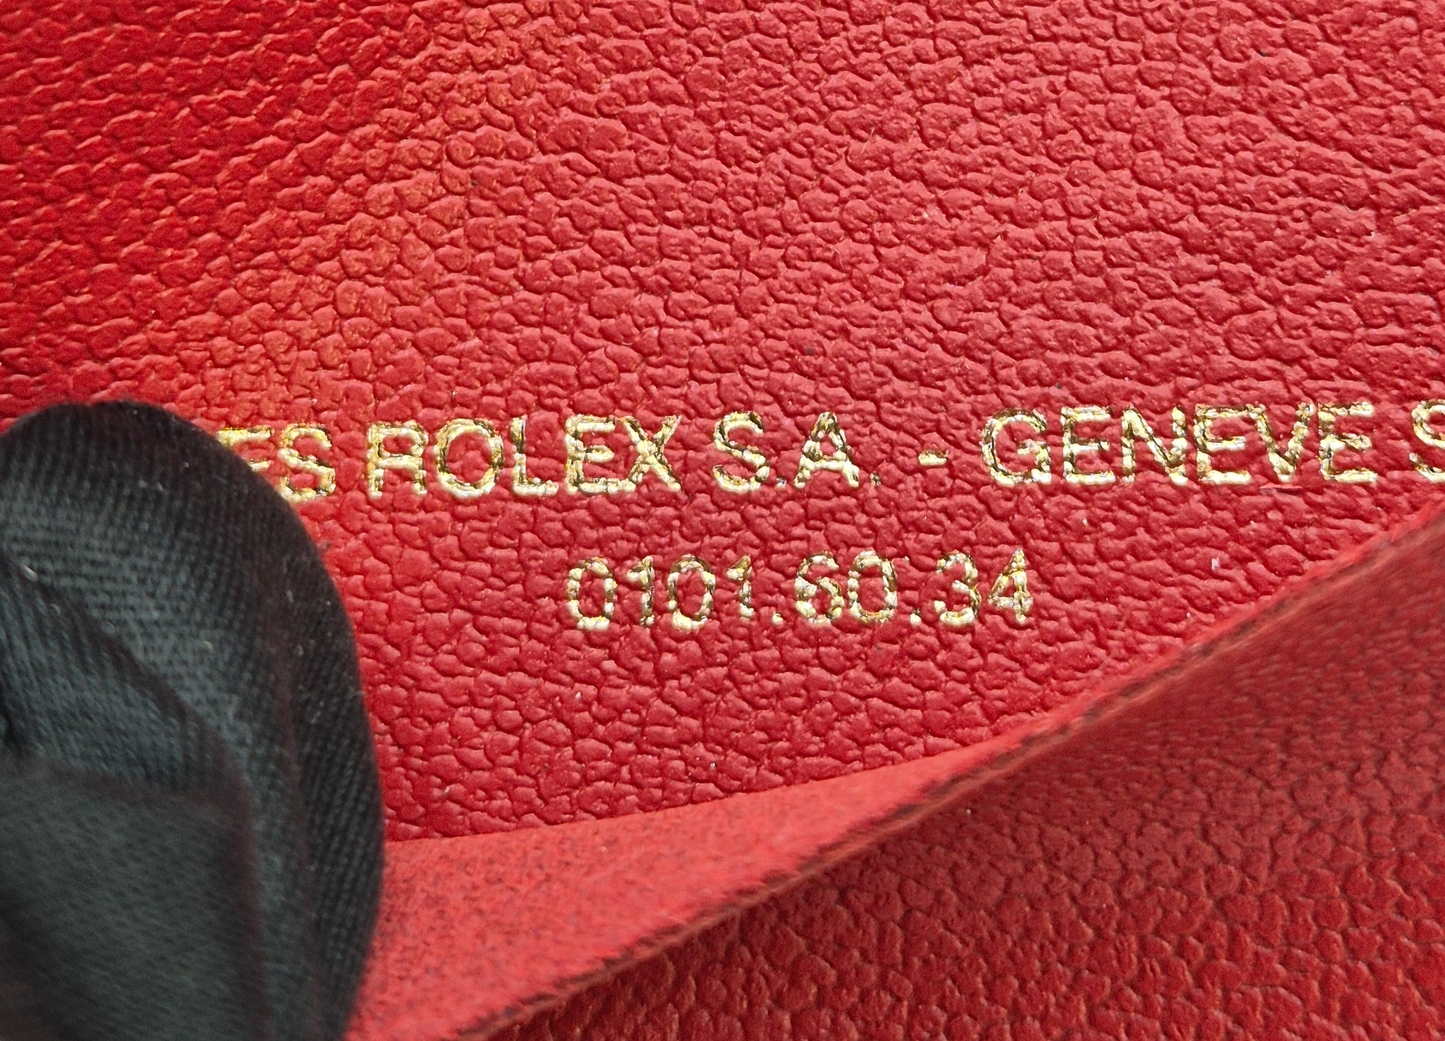 ES ROLEX S.A. - GENEVE S
0101.60.34